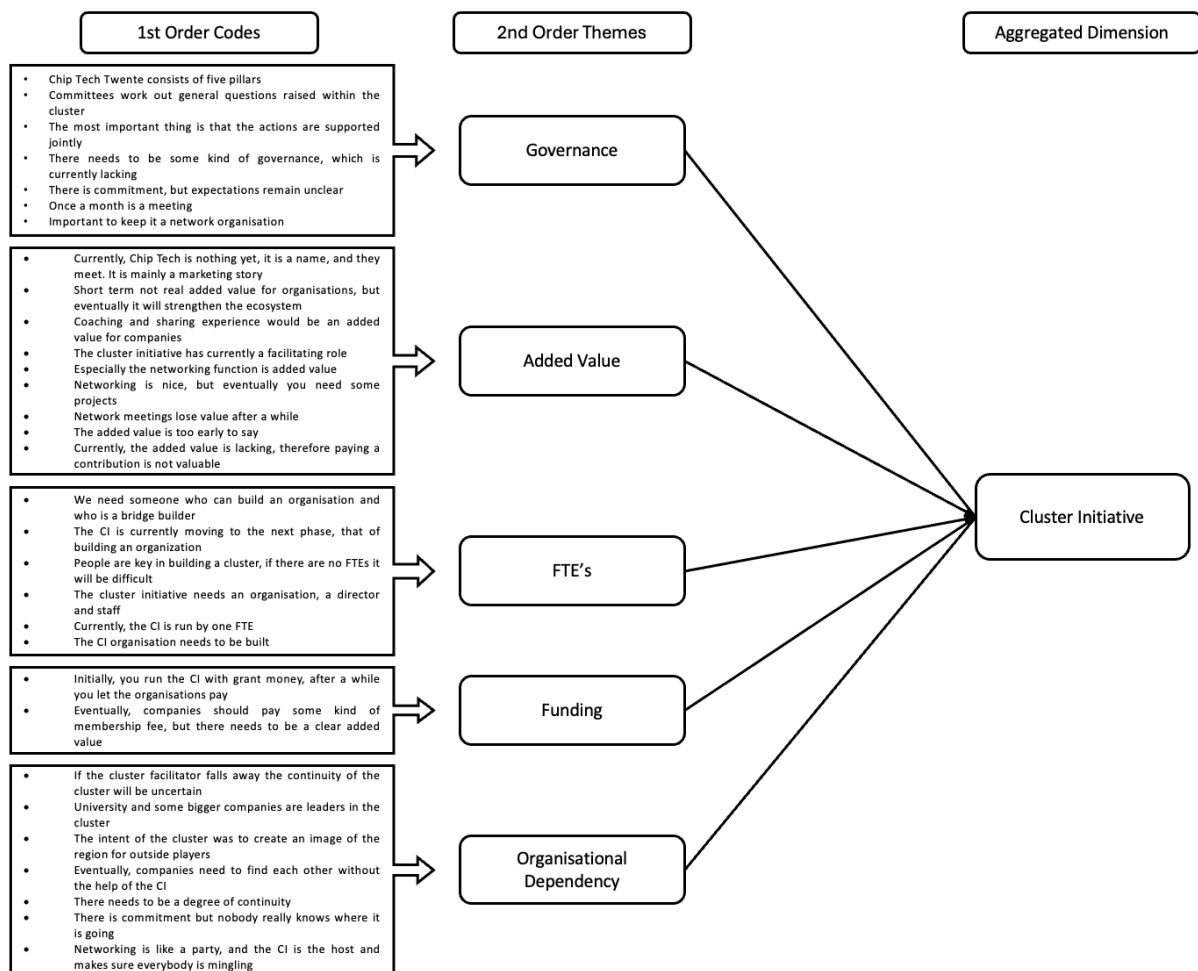 1st Order Codes
2nd Order Themes
Aggregated Dimension
• Chip Tech Twente consists of five pillars
• Committees work out general questions raised within the
cluster
• The most important thing is that the actions are supported
jointly
• There needs to be some kind of governance, which is
currently lacking
• There is commitment, but expectations remain unclear
• Once a month is a meeting
• Important to keep it a network organisation
Governance
• Currently, Chip Tech is nothing yet, it is a name, and they
meet. It is mainly a marketing story
• Short term not real added value for organisations, but
eventually it will strengthen the ecosystem
• Coaching and sharing experience would be an added
value for companies
• The cluster initiative has currently a facilitating role
• Especially the networking function is added value
• Networking is nice, but eventually you need some
projects
• Network meetings lose value after a while
• The added value is too early to say
• Currently, the added value is lacking, therefore paying a
contribution is not valuable
Added Value
• We need someone who can build an organisation and
who is a bridge builder
• The CI is currently moving to the next phase, that of
building an organization
• People are key in building a cluster, if there are no FTEs it
will be difficult
• The cluster initiative needs an organisation, a director
and staff
• Currently, the CI is run by one FTE
• The CI organisation needs to be built
FTE's
Cluster Initiative
• Initially, you run the CI with grant money, after a while
you let the organisations pay
• Eventually, companies should pay some kind of
membership fee, but there needs to be a clear added
value
Funding
• If the cluster facilitator falls away the continuity of the
cluster will be uncertain
• University and some bigger companies are leaders in the
cluster
• The intent of the cluster was to create an image of the
region for outside players
• Eventually, companies need to find each other without
the help of the CI
• There needs to be a degree of continuity
• There is commitment but nobody really knows where it
is going
• Networking is like a party, and the CI is the host and
makes sure everybody is mingling
Organisational
Dependency